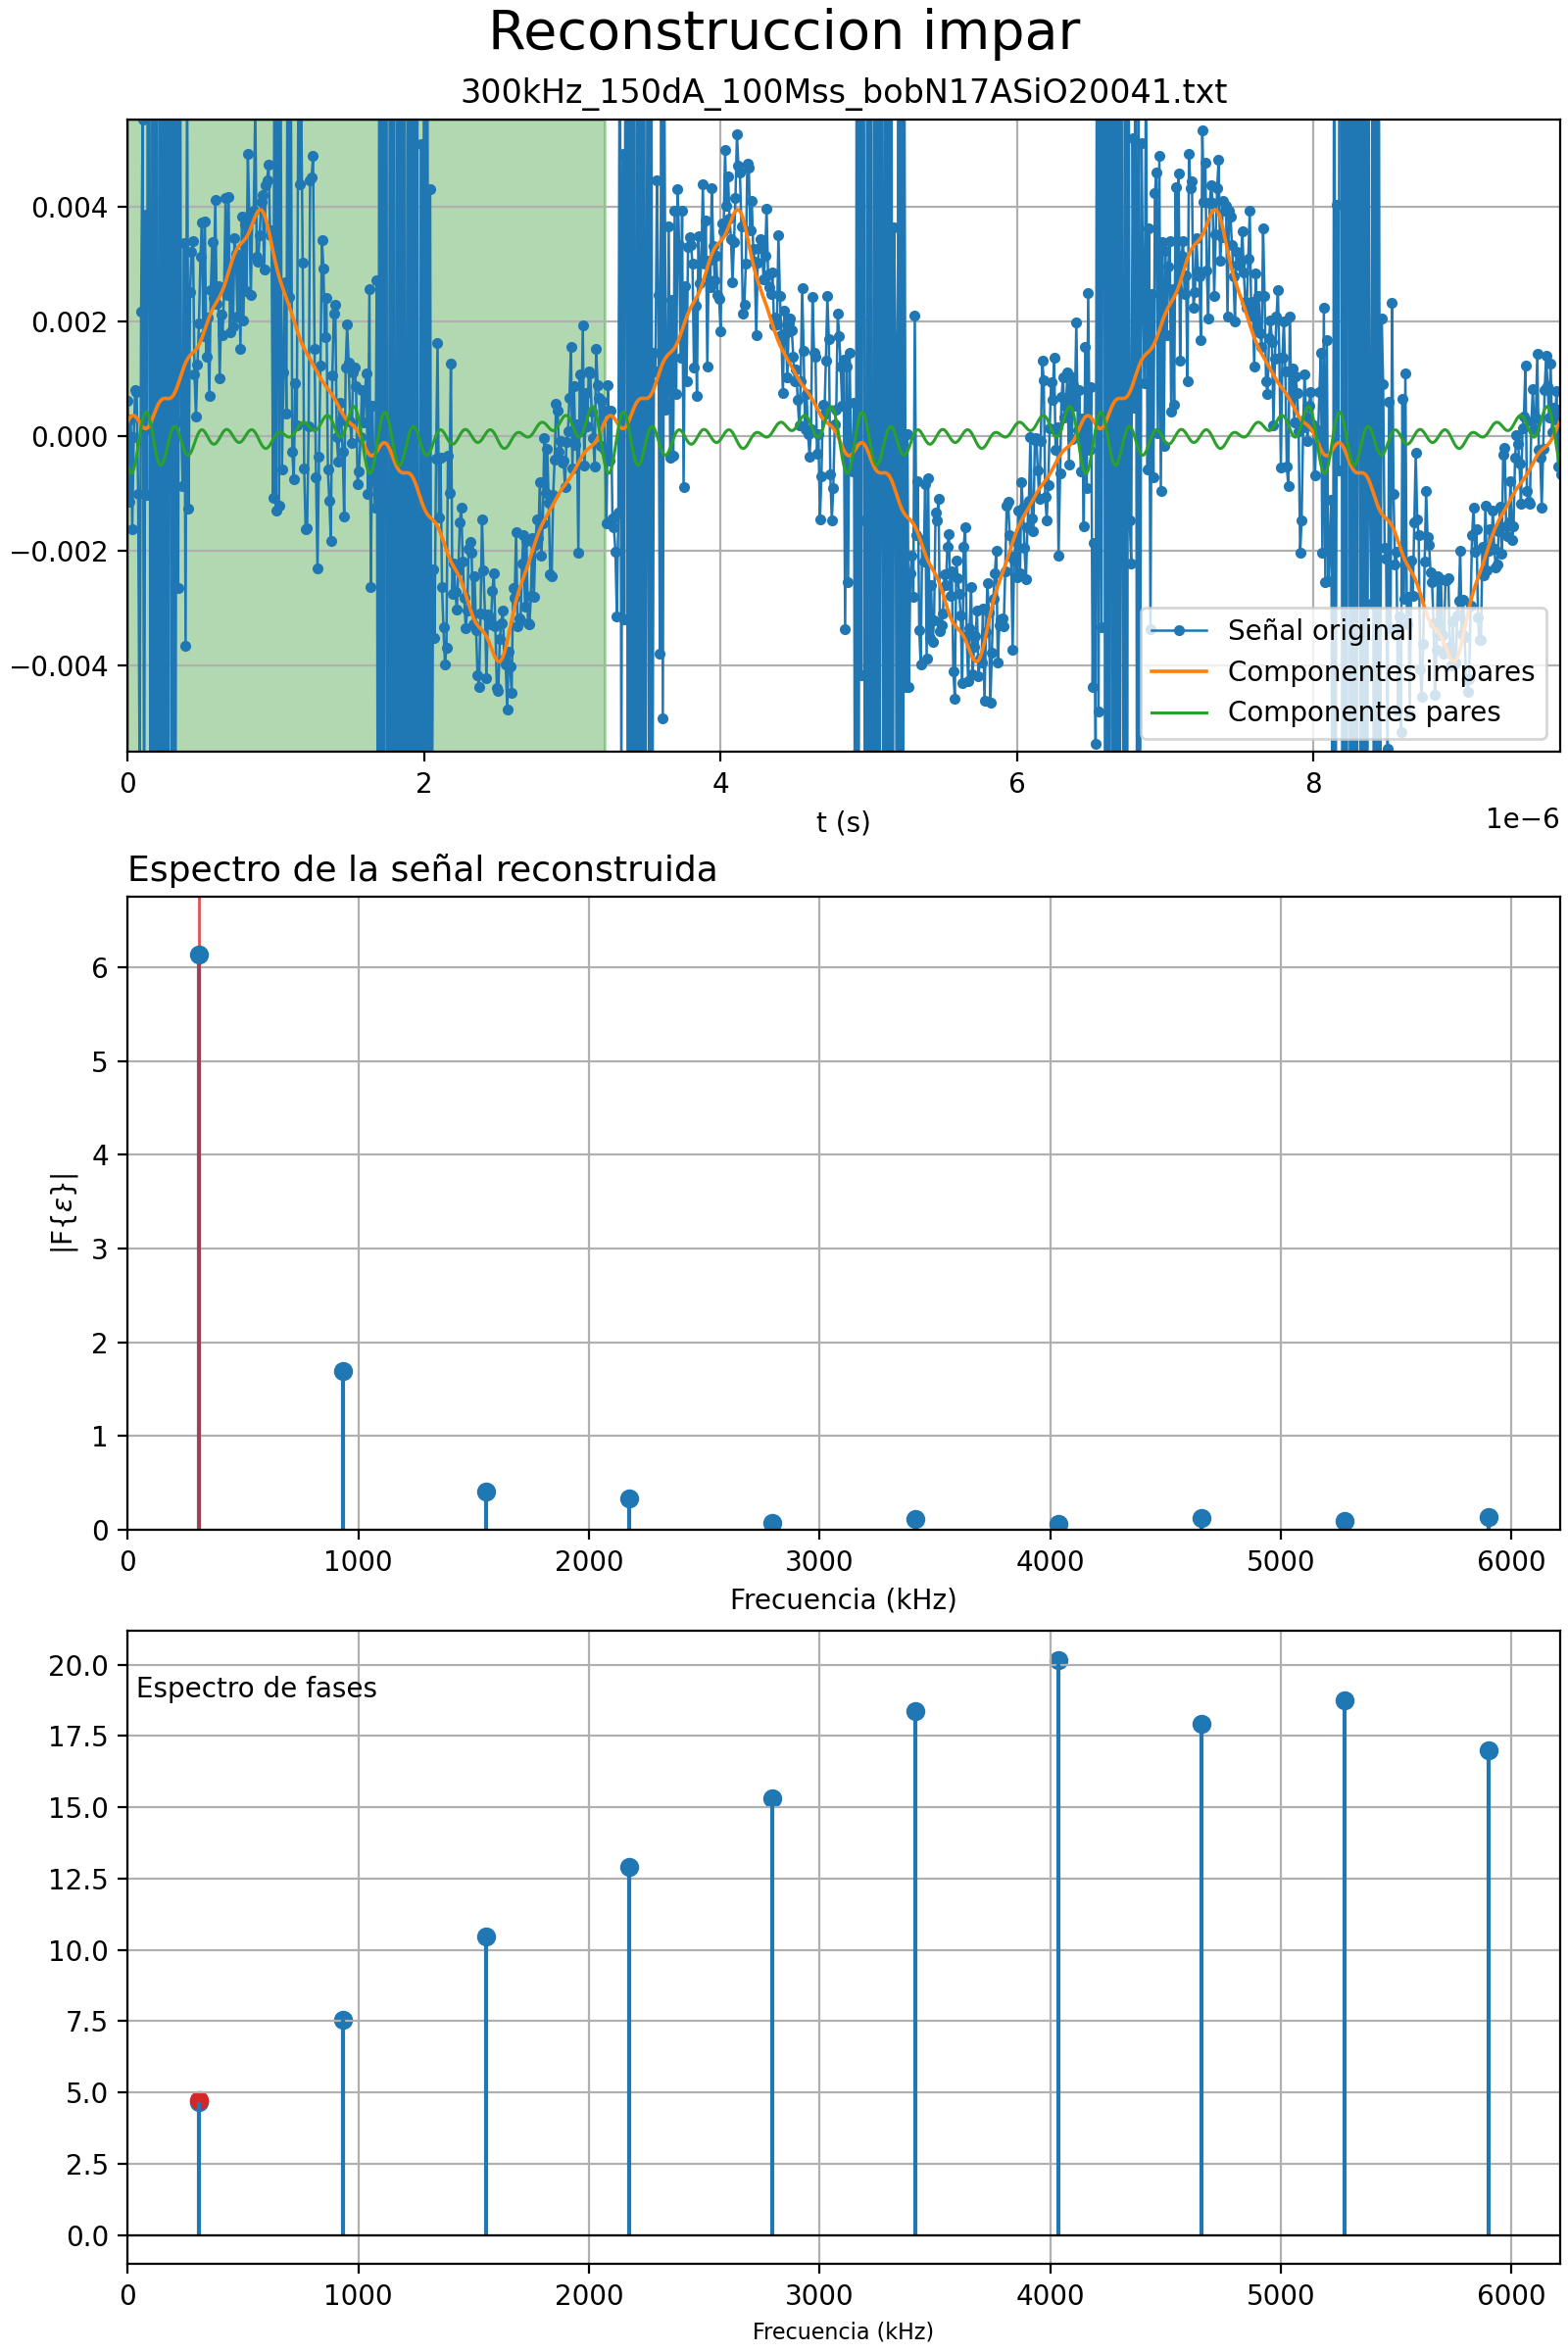 Reconstruccion impar
300kHz_150dA_100Mss_bobN17ASiO20041.txt
0.004
0.002
0.000
−0.002
−0.004
Señal original
Componentes impares
Componentes pares
0 2 4 6 8
1e−6
t (s)
Espectro de la señal reconstruida
|F{ε}|
6
5
4
3
2
1
0
0 1000 2000 3000 4000 5000 6000
Frecuencia (kHz)
Espectro de fases
20.0
17.5
15.0
12.5
10.0
7.5
5.0
2.5
0.0
0 1000 2000 3000 4000 5000 6000
Frecuencia (kHz)